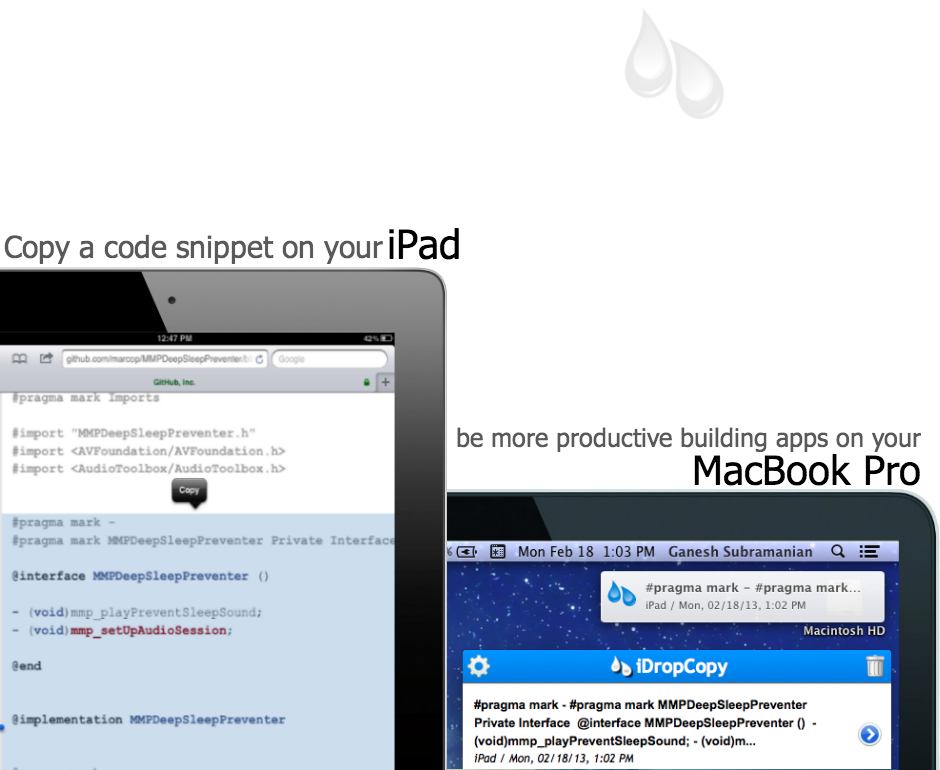 Copy a code snippet on your iPad
12:47 PM
42%
github.com/marcop/MMPDeepSleepPreventer/bl
Google
GitHub, Inc.
#pragma mark Imports
#import "MMPDeepSleepPreventer.h"
#import <AVFoundation/AVFoundation.h>
#import <AudioToolbox/AudioToolbox.h>
Copy
#pragma mark -
#pragma mark MMPDeepSleepPreventer Private Interface
@interface MMPDeepSleepPreventer ()
- (void)mmp_playPreventSleepSound;
- (void)mmp_setUpAudioSession;
@end
@implementation MMPDeepSleepPreventer
be more productive building apps on your
MacBook Pro
% Mon Feb 18 1:03 PM Ganesh Subramanian
#pragma mark - #pragma mark...
iPad / Mon, 02/18/13, 1:02 PM
Macintosh HD
iDropCopy
#pragma mark - #pragma mark MMPDeepSleepPreventer
Private Interface @interface MMPDeepSleepPreventer () -
(void)mmp_playPreventSleepSound; - (void)m...
iPad / Mon, 02/18/13, 1:02 PM